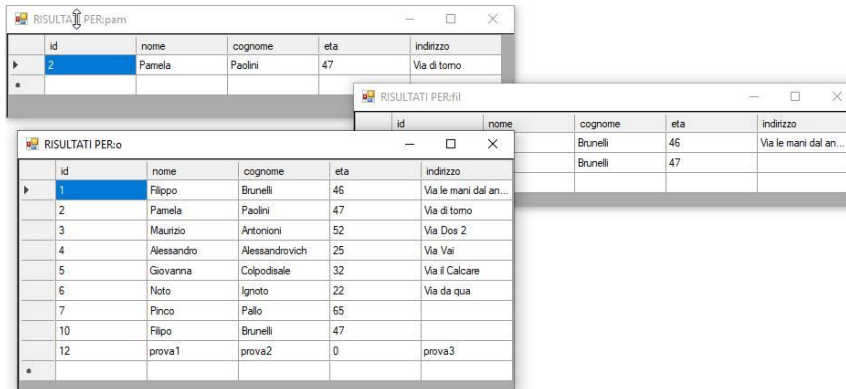 RISULTATI PER:pam
id nome cognome eta indirizzo
2 Pamela Paolini 47 Via di tomo
RISULTATI PER:fil
id nome cognome eta indirizzo
Brunelli 46 Via le mani dal an...
Brunelli 47
RISULTATI PER:o
id nome cognome eta indirizzo
1 Filippo Brunelli 46 Via le mani dal an...
2 Pamela Paolini 47 Via di tomo
3 Maurizio Antonioni 52 Via Dos 2
4 Alessandro Alessandrovich 25 Via Vai
5 Giovanna Colpodisale 32 Via il Calcare
6 Noto Ignoto 22 Via da qua
7 Pinco Pallo 65
10 Filipo Brunelli 47
12 prova1 prova2 0 prova3